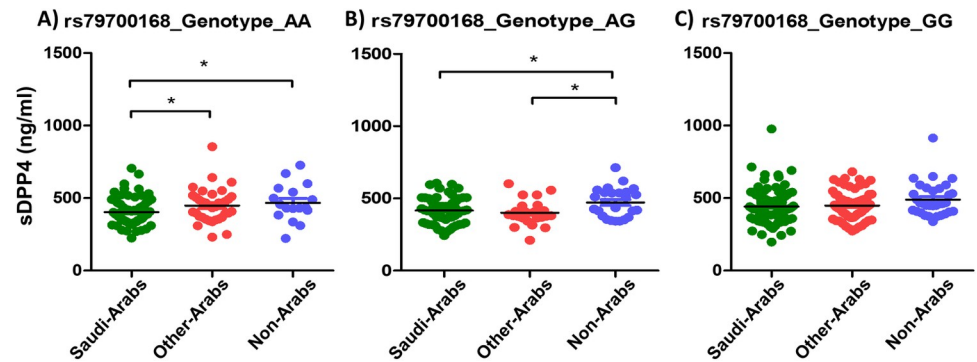 A) rs79700168_Genotype_AA
B) rs79700168_Genotype_AG
C) rs79700168_Genotype_GG
sDPP4 (ng/ml)
1500
1000
500
0
*
*
Saudi-Arabs
Other-Arabs
Non-Arabs
1500
1000
500
0
*
*
Saudi-Arabs
Other-Arabs
Non-Arabs
1500
1000
500
0
Saudi-Arabs
Other-Arabs
Non-Arabs